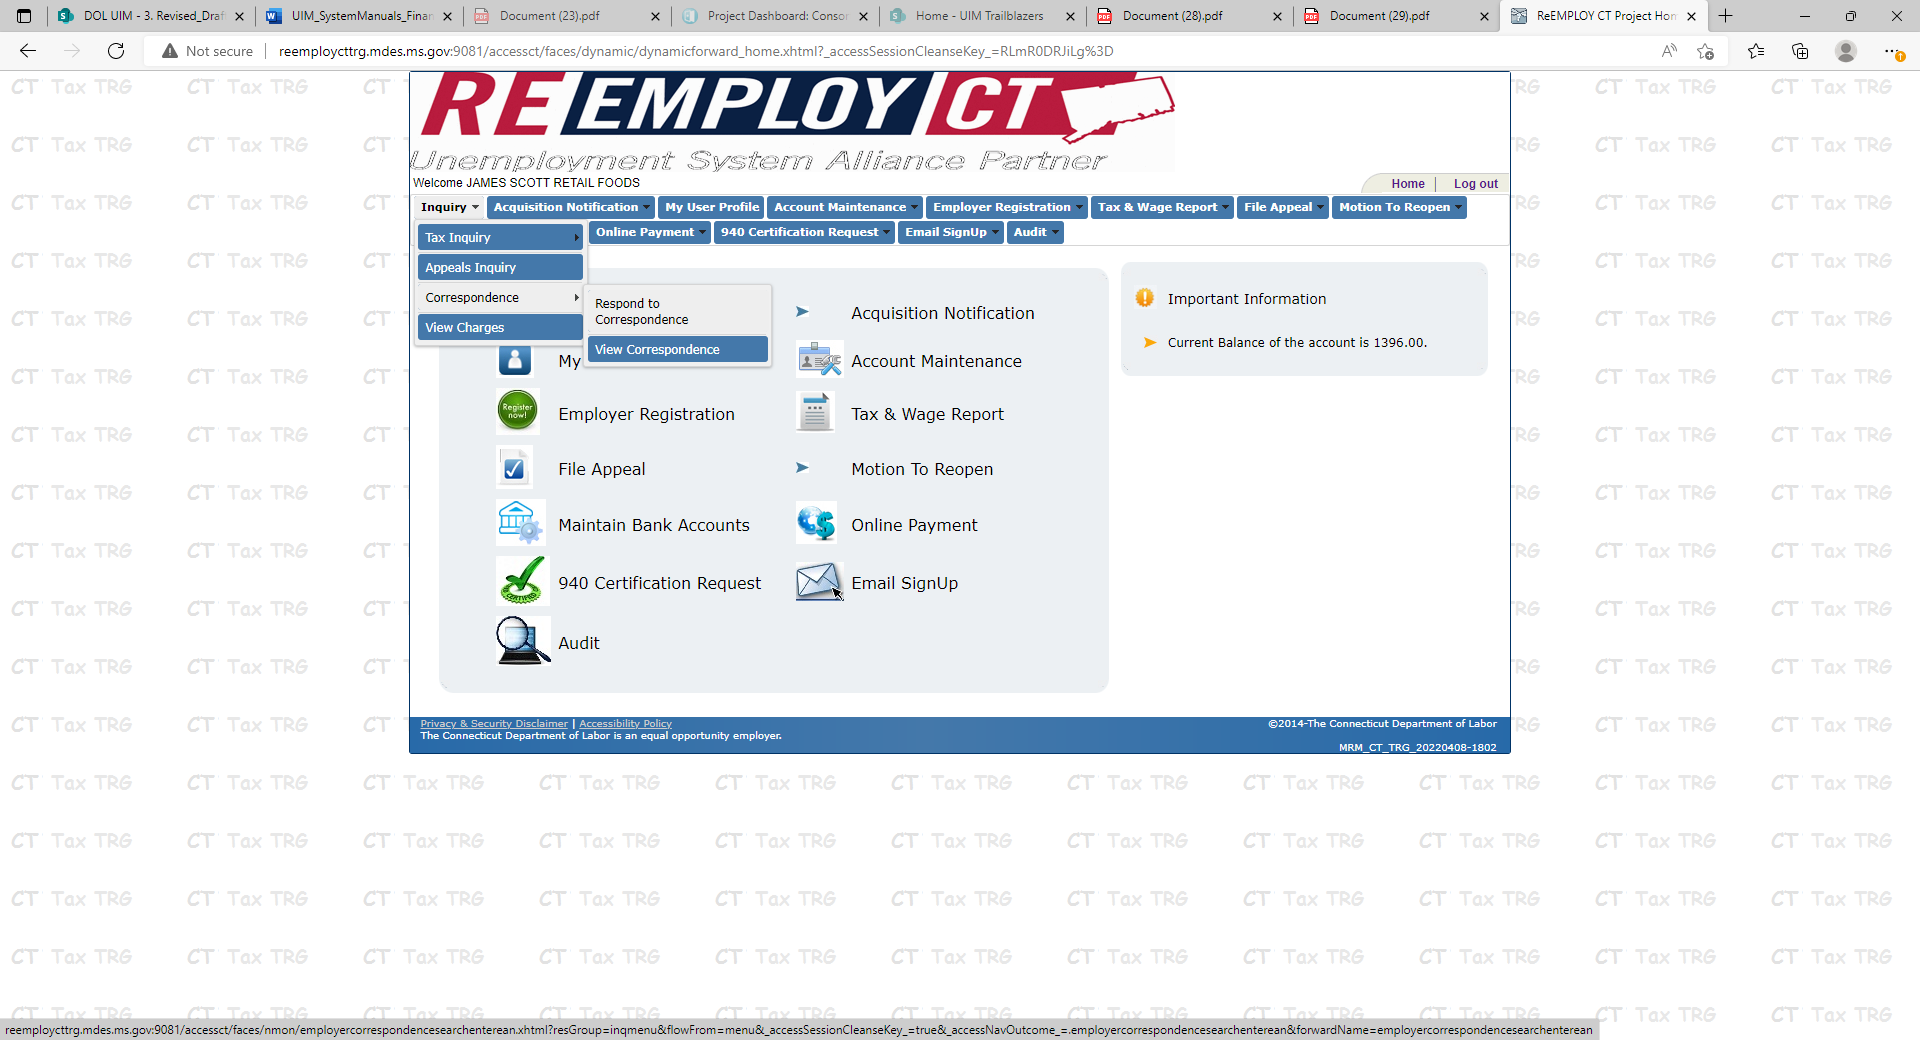 DOL UIM - 3. Revised_Draf
UIM_SystemManuals_Finar
Document (23).pdf
Project Dashboard: Consor
Home - UIM Trailblazers
Document (28).pdf
Document (29).pdf
ReEMPLOY CT Project Hom
Not secure
reemploycttrg.mdes.ms.gov:9081/accessct/faces/dynamic/dynamicforward_home.xhtml?_accessSessionCleanseKey_=RLmR0DRJiLg%3D
REEMPLOYCT
Unemployment System Alliance Partner
Welcome JAMES SCOTT RETAIL FOODS
Home | Log out
Inquiry
Acquisition Notification
My User Profile
Account Maintenance
Employer Registration
Tax & Wage Report
File Appeal
Motion To Reopen
Online Payment
940 Certification Request
Email SignUp
Audit
Tax Inquiry
Appeals Inquiry
Correspondence
View Charges
Respond to
Correspondence
View Correspondence
Acquisition Notification
My
Account Maintenance
Register now!
Employer Registration
Tax & Wage Report
File Appeal
Motion To Reopen
Maintain Bank Accounts
Online Payment
940 Certification Request
Email SignUp
Audit
Important Information
Current Balance of the account is 1396.00.
Privacy & Security Disclaimer | Accessibility Policy
The Connecticut Department of Labor is an equal opportunity employer.
©2014-The Connecticut Department of Labor
MRM_CT_TRG_20220408-1802
CT Tax TRG
reemploycttrg.mdes.ms.gov:9081/accessct/faces/nmon/employercorrespondencesearchenterean.xhtml?resGroup=inqmenu&flowFrom=menu&_accessSessionCleanseKey_=true&_accessNavOutcome_=.employercorrespondencesearchenterean&forwardName=employercorrespondencesearchenterean